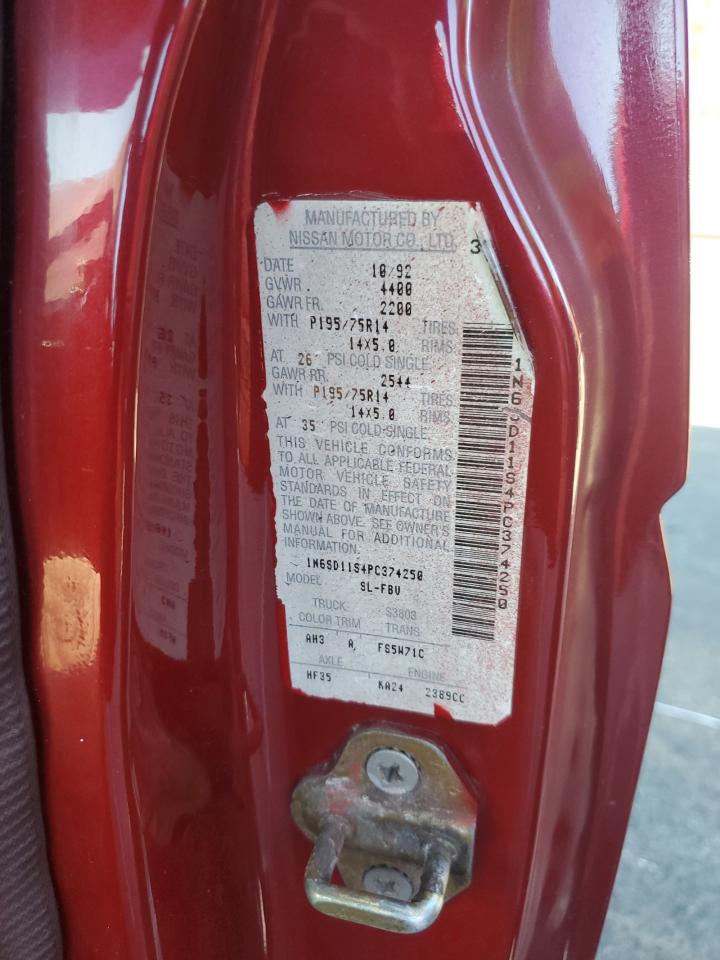 MANUFACTURED BY
NISSAN MOTOR CO., LTD. 3
DATE 10/92
GVWR 4400
GAWR FR. 2200
WITH P195/75R14 TIRES
14X5.0 RIMS
AT 26 PSI COLD SINGLE.
GAWR RR. 2544
WITH P195/75R14 TIRES
14X5.0 RIMS
AT 35 PSI COLD-SINGLE.
THIS VEHICLE CONFORMS
TO ALL APPLICABLE FEDERAL
MOTOR VEHICLE SAFETY
STANDARDS IN EFFECT ON
THE DATE OF MANUFACTURE
SHOWN ABOVE. SEE OWNER'S
MANUAL FOR ADDITIONAL
INFORMATION.
1N6SD11S4PC374250
MODEL SL-FBV
TRUCK S3803
COLOR TRIM TRANS.
AH3 A, FS5W71C
AXLE ENGINE
HF35 KA24 2389CC
1N6SD11S4PC374250